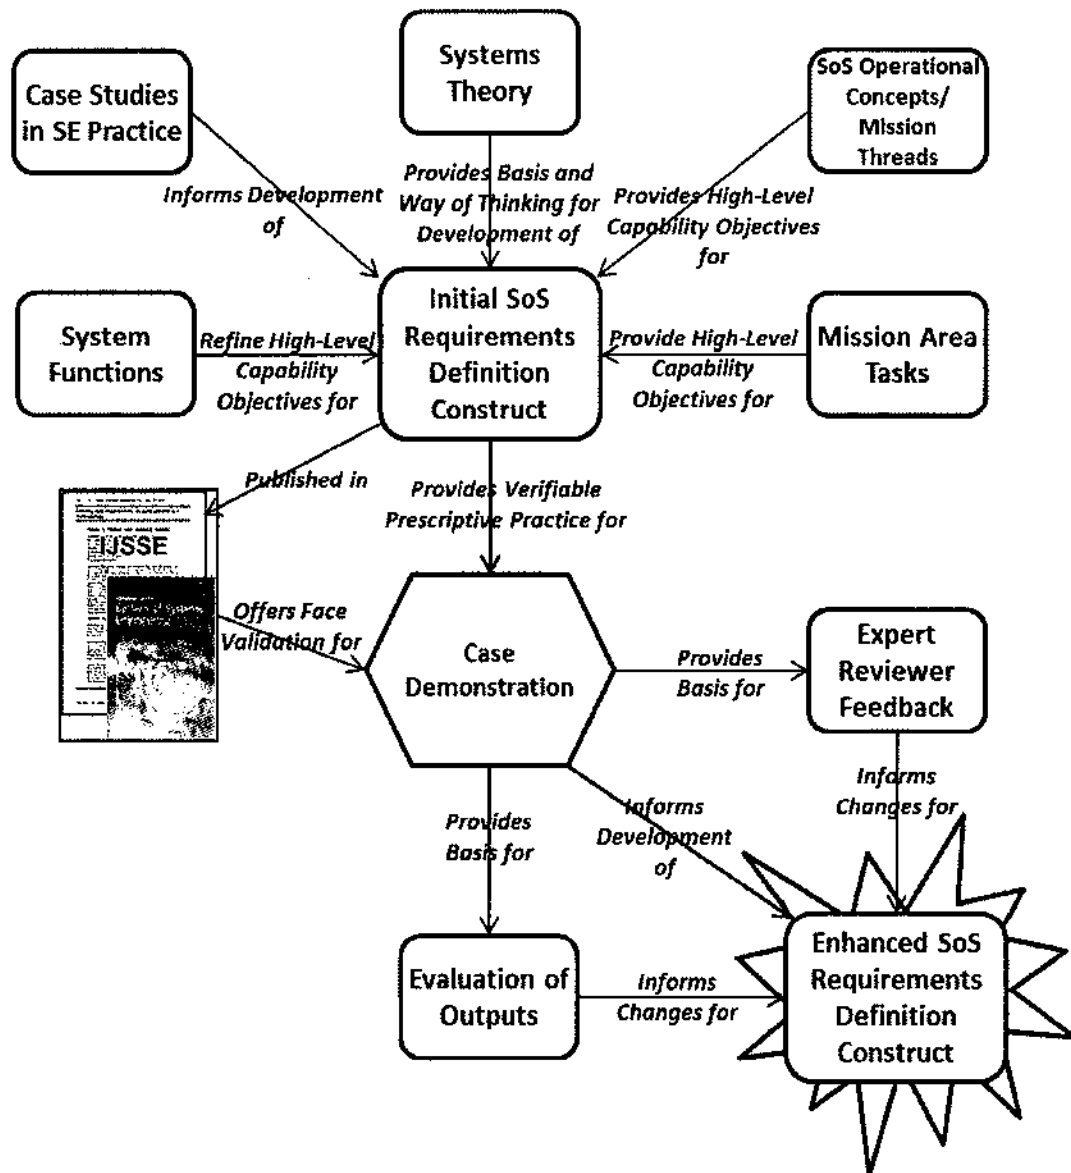 Systems
Theory
Case Studies
in SE Practice
SoS Operational
Concepts/
Mission
Threads
Informs Development
of
Provides Basis and
Way of Thinking for
Development of
Provides High-Level
Capability Objectives
for
System
Functions
Refine High-Level
Capability
Objectives for
Initial SoS
Requirements
Definition
Construct
Provide High-Level
Capability
Objectives for
Mission Area
Tasks
Published in
Provides Verifiable
Prescriptive Practice for
IJSSE
Offers Face
Validation for
Case
Demonstration
Provides
Basis for
Expert
Reviewer
Feedback
Informs
Changes for
Provides
Basis for
Informs
Development
of
Evaluation of
Outputs
Informs
Changes for
Enhanced SoS
Requirements
Definition
Construct